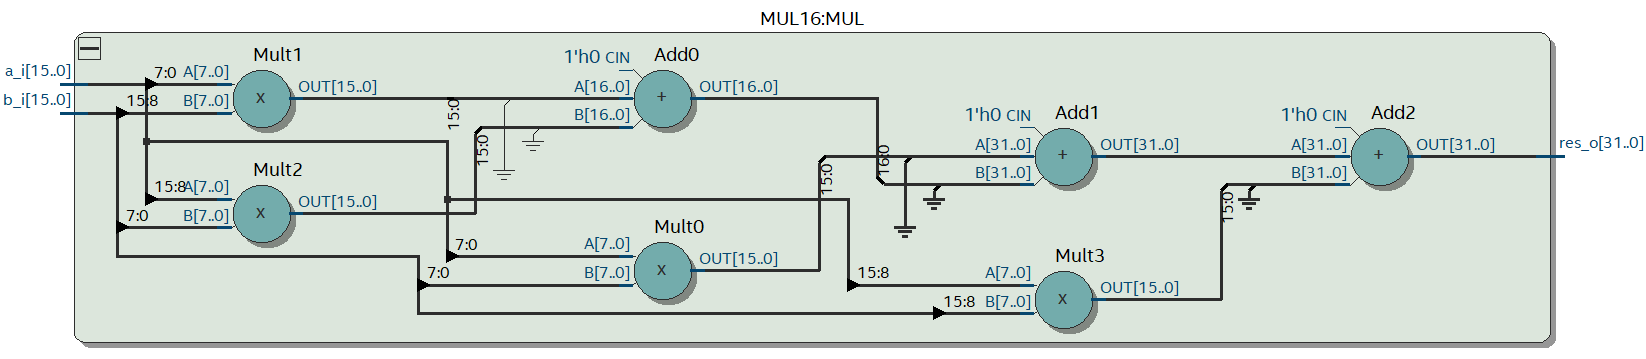 MUL16:MUL
Mult1
Add0
1'h0 CIN
a_i[15..0]
7:0 A[7..0]
OUT[15..0]
15:0
A[16..0]
OUT[16..0]
b_i[15..0]
15:8 B[7..0]
x
+
B[16..0]
Add1
Add2
1'h0 CIN
1'h0 CIN
15:0
A[31..0]
OUT[31..0]
A[31..0]
OUT[31..0]
res_o[31..0]
16:0
+
+
Mult2
15:0
B[31..0]
B[31..0]
15:8 A[7..0]
OUT[15..0]
15:0
7:0 B[7..0]
x
Mult0
7:0
A[7..0]
OUT[15..0]
Mult3
7:0
B[7..0]
x
15:8
A[7..0]
OUT[15..0]
15:8 B[7..0]
x